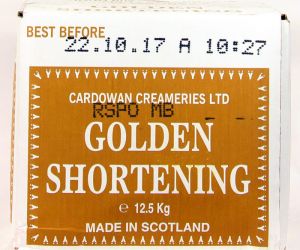 BEST BEFORE
22.10.17 A 10:27
CARDOWAN CREAMERIES LTD
RSPO MB
GOLDEN
SHORTENING
℮ 12.5 Kg
MADE IN SCOTLAND